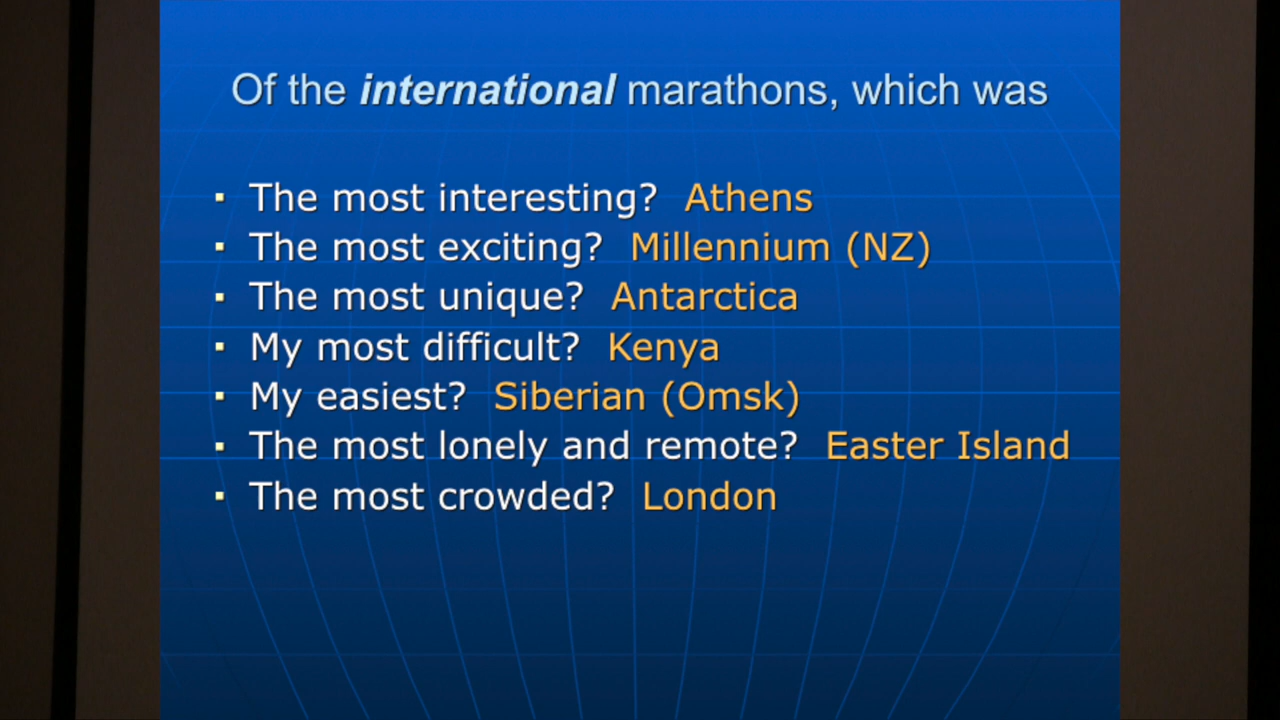 Of the international marathons, which was
▪ The most interesting? Athens
▪ The most exciting? Millennium (NZ)
▪ The most unique? Antarctica
▪ My most difficult? Kenya
▪ My easiest? Siberian (Omsk)
▪ The most lonely and remote? Easter Island
▪ The most crowded? London